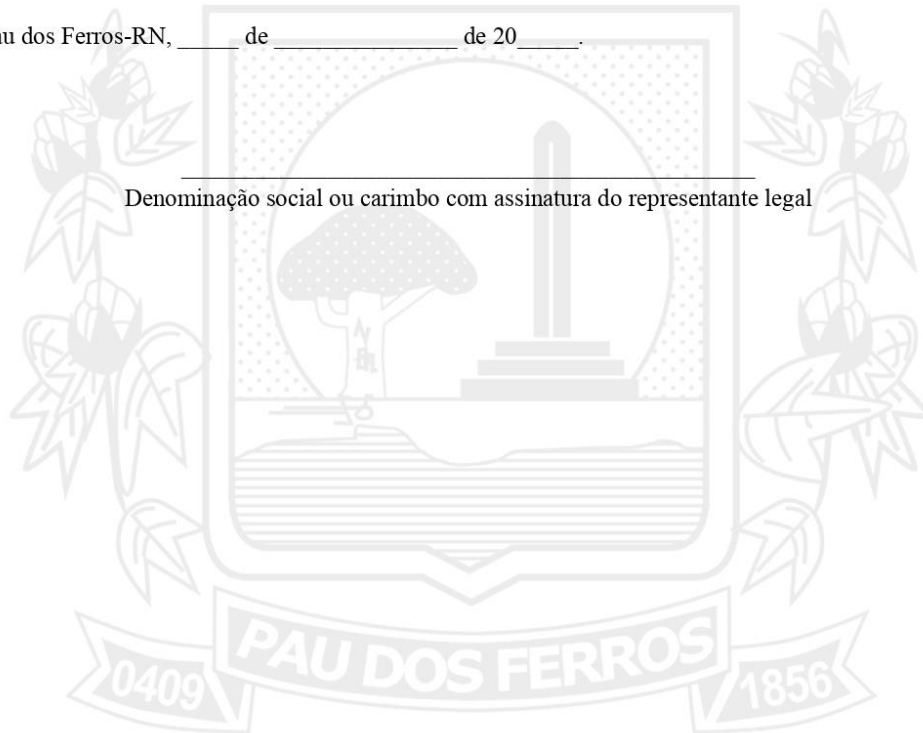 au dos Ferros-RN, _____ de _______________ de 20_____.
_______________________________________________
Denominação social ou carimbo com assinatura do representante legal
PAU DOS FERROS
0409
1856